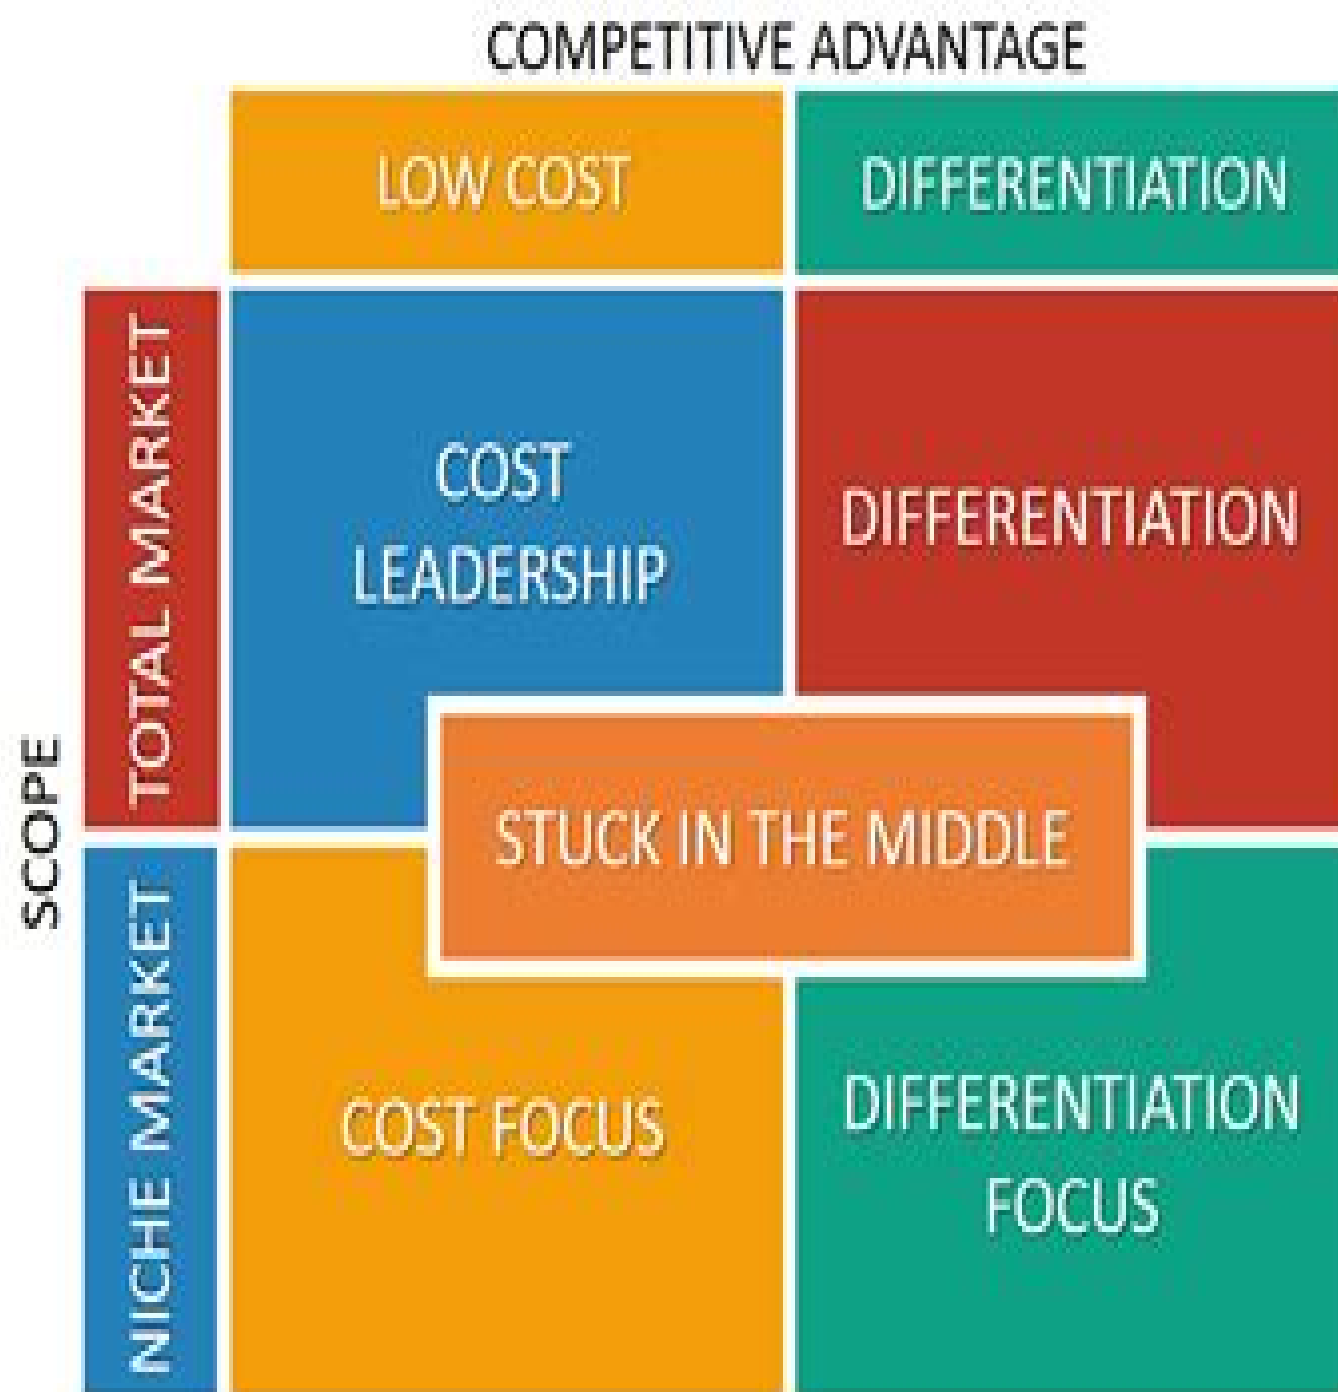 COMPETITIVE ADVANTAGE
LOW COST
DIFFERENTIATION
SCOPE
TOTAL MARKET
COST
LEADERSHIP
DIFFERENTIATION
STUCK IN THE MIDDLE
NICHE MARKET
COST FOCUS
DIFFERENTIATION
FOCUS